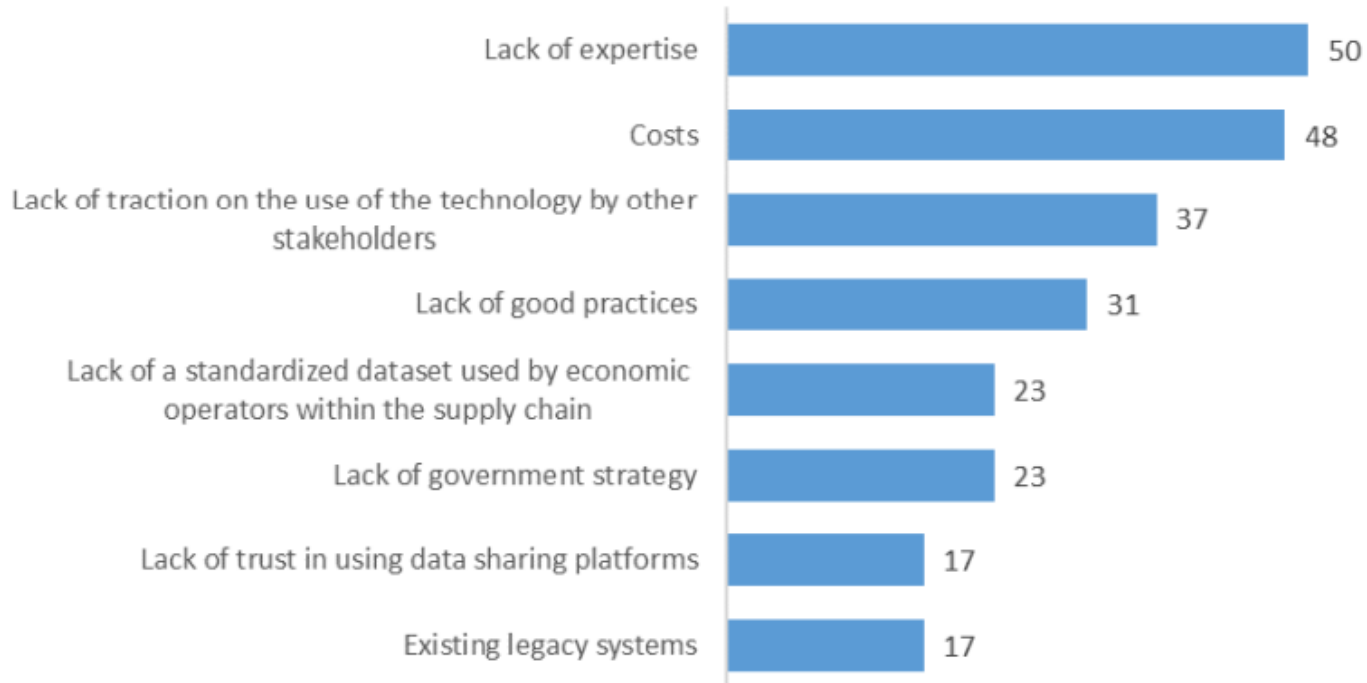 Lack of expertise
50
Costs
48
Lack of traction on the use of the technology by other
stakeholders
37
Lack of good practices
31
Lack of a standardized dataset used by economic
operators within the supply chain
23
Lack of government strategy
23
Lack of trust in using data sharing platforms
17
Existing legacy systems
17